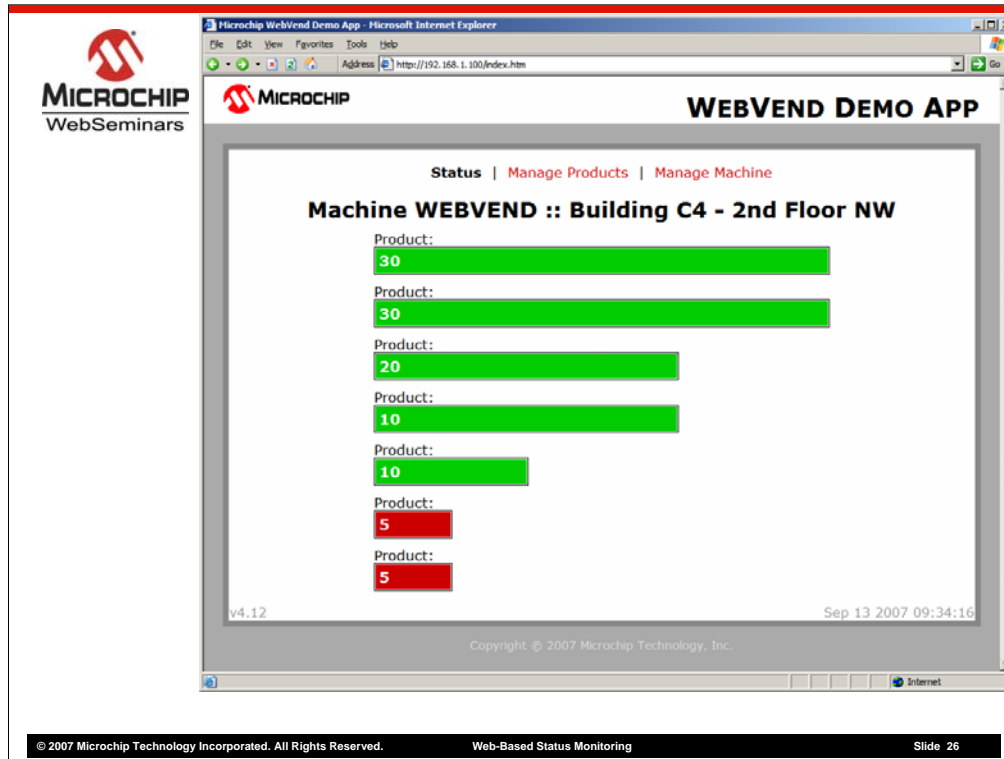 Microchip WebVend Demo App - Microsoft Internet Explorer
File Edit View Favorites Tools Help
Address http://192.168.1.100/index.htm Go
MICROCHIP
WebSeminars
MICROCHIP
WEBVEND DEMO APP
Status | Manage Products | Manage Machine
Machine WEBVEND :: Building C4 - 2nd Floor NW
Product:
30
Product:
30
Product:
20
Product:
10
Product:
10
Product:
5
Product:
5
v4.12 Sep 13 2007 09:34:16
Copyright © 2007 Microchip Technology, Inc.
Internet
© 2007 Microchip Technology Incorporated. All Rights Reserved. Web-Based Status Monitoring Slide 26